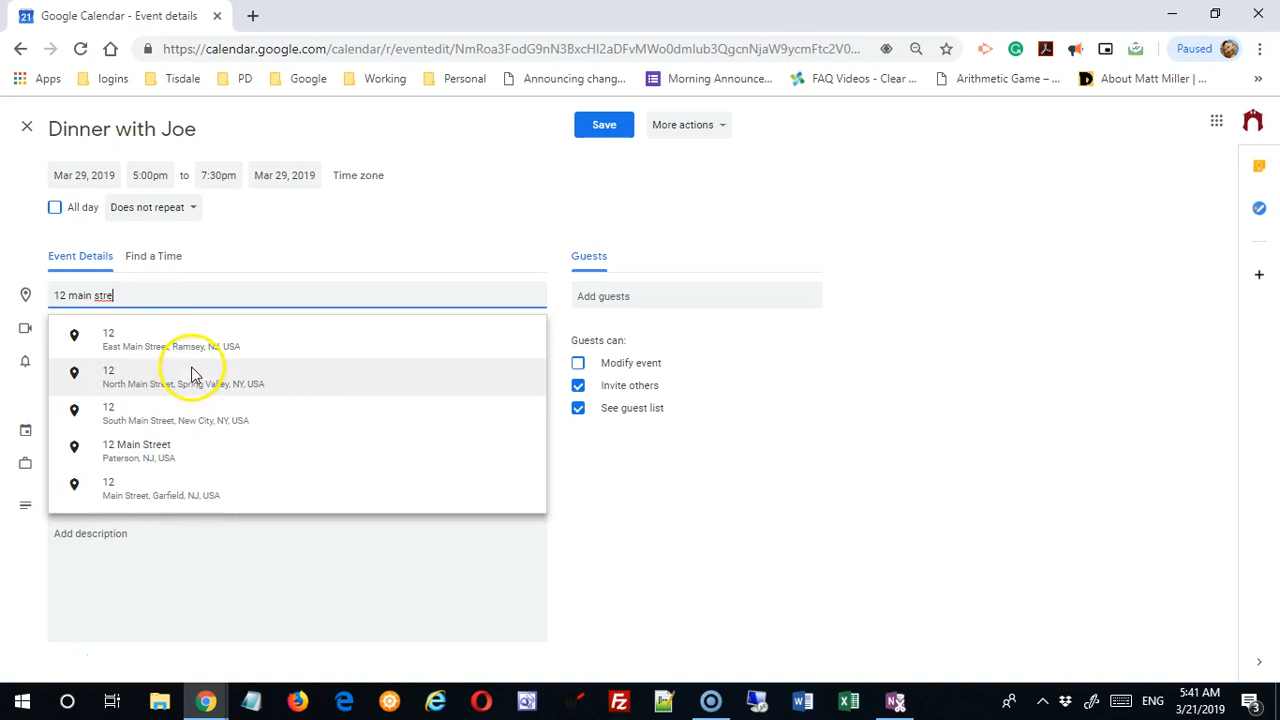 Google Calendar - Event details
https://calendar.google.com/calendar/r/eventedit/NmRoa3FodG9nN3BxcHI2aDFvMWo0dmlub3QgcmNjaW9ycmFtc2V0...
Paused
Apps
logins
Tisdale
PD
Google
Working
Personal
Announcing chang...
Morning Announce...
FAQ Videos - Clear ...
Arithmetic Game – ...
About Matt Miller | ...
Dinner with Joe
Save
More actions
Mar 29, 2019
5:00pm
to
7:30pm
Mar 29, 2019
Time zone
All day
Does not repeat
Event Details
Find a Time
Guests
12 main stre
Add guests
12
East Main Street, Ramsey, NJ, USA
12
North Main Street, Spring Valley, NY, USA
12
South Main Street, New City, NY, USA
12 Main Street
Paterson, NJ, USA
12
Main Street, Garfield, NJ, USA
Guests can:
Modify event
Invite others
See guest list
Add description
ENG
5:41 AM
3/21/2019
3